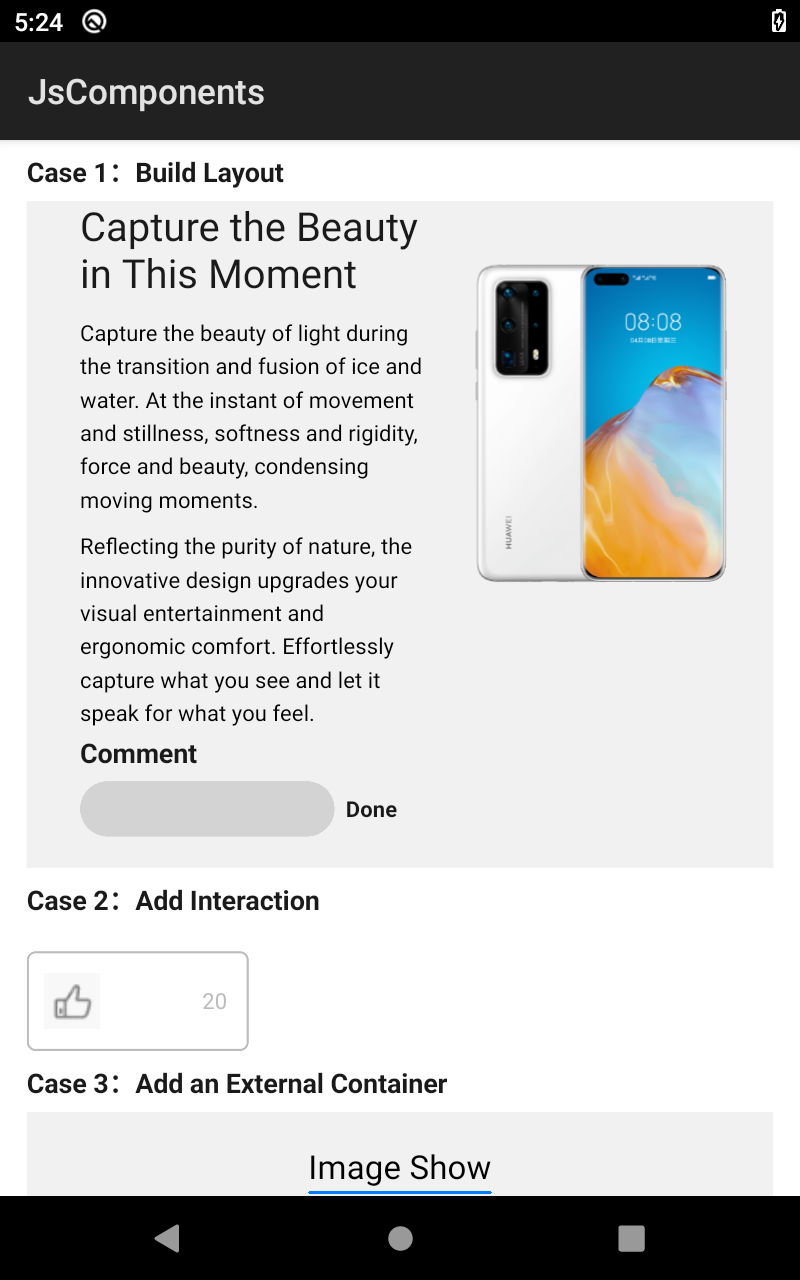 5:24
JsComponents
Case 1：Build Layout
Capture the Beauty
in This Moment
08:08
Capture the beauty of light during
the transition and fusion of ice and
water. At the instant of movement
and stillness, softness and rigidity,
force and beauty, condensing
moving moments.
HUAWEI
Reflecting the purity of nature, the
innovative design upgrades your
visual entertainment and
ergonomic comfort. Effortlessly
capture what you see and let it
speak for what you feel.
Comment
Done
Case 2：Add Interaction
20
Case 3：Add an External Container
Image Show